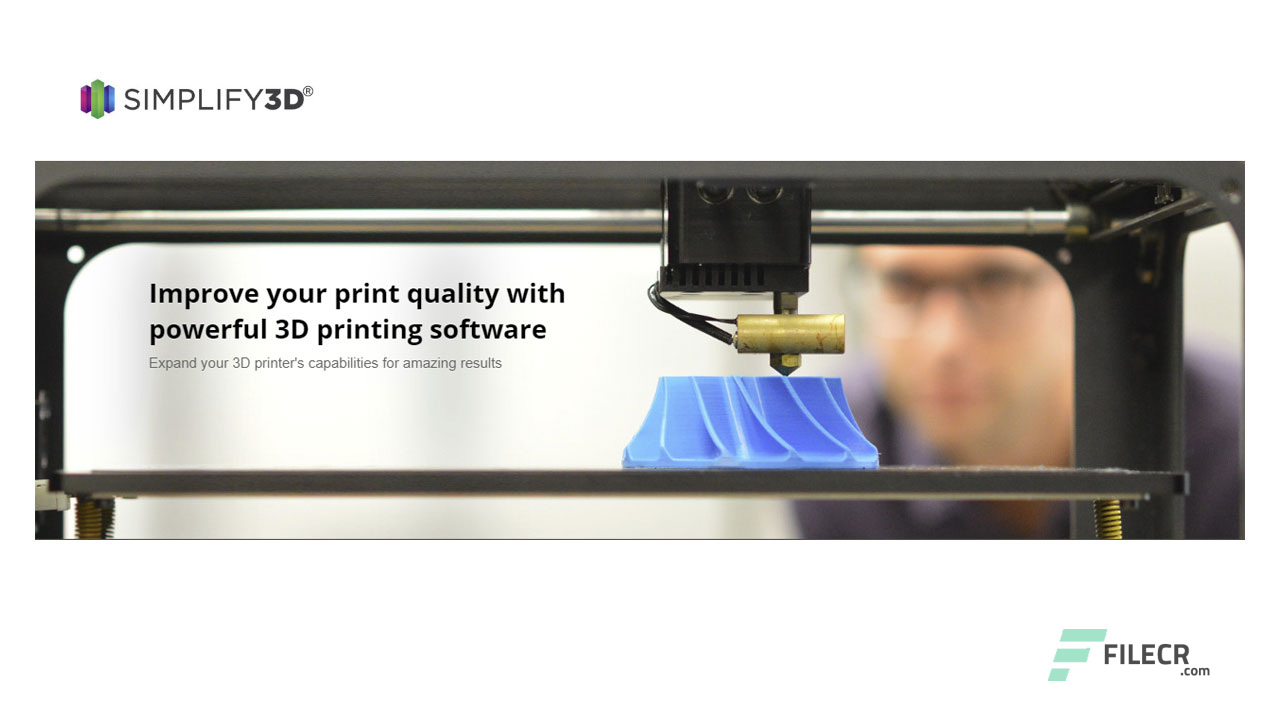 SIMPLIFY3D®
Improve your print quality with
powerful 3D printing software
Expand your 3D printer's capabilities for amazing results
FILECR
.com